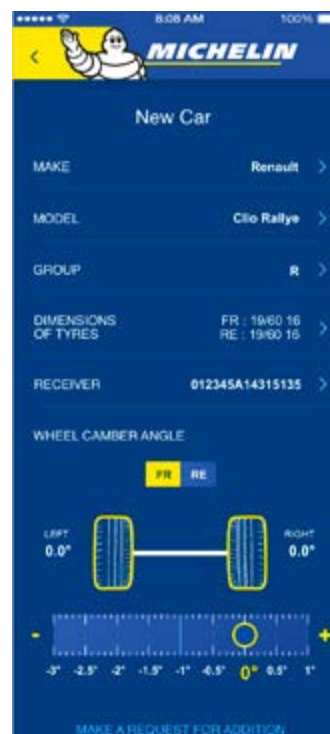 8:08 AM 100%
MICHELIN
New Car
MAKE Renault
MODEL Clio Rallye
GROUP R
DIMENSIONS OF TYRES FR : 19/60 16
RE : 19/60 16
RECEIVER 012345A14315135
WHEEL CAMBER ANGLE
FR RE
LEFT RIGHT
0.0° 0.0°
- +
-3° -2.5° -2° -1.5° -1° -0.5° 0° 0.5° 1°
MAKE A REQUEST FOR ADDITION